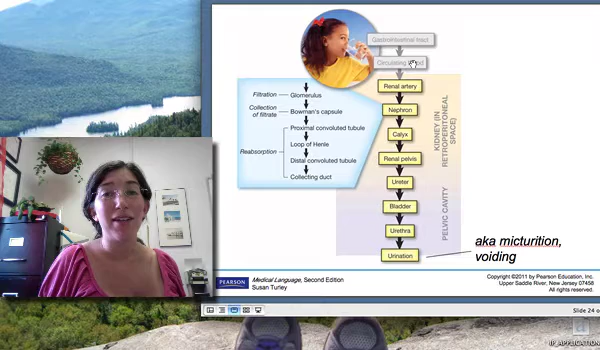 Gastrointestinal tract
Circulating blood
Renal artery
Nephron
Calyx
Renal pelvis
Ureter
Bladder
Urethra
Urination
Filtration
Glomerulus
Collection
of filtrate
Bowman's capsule
Proximal convoluted tubule
Reabsorption
Loop of Henle
Distal convoluted tubule
Collecting duct
KIDNEY (IN
RETROPERITONEAL
SPACE)
PELVIC CAVITY
aka micturition,
voiding
PEARSON
Medical Language, Second Edition
Susan Turley
Copyright ©2011 by Pearson Education, Inc.
Upper Saddle River, New Jersey 07458
All rights reserved.
Slide 24 o
IP_APPLICATION